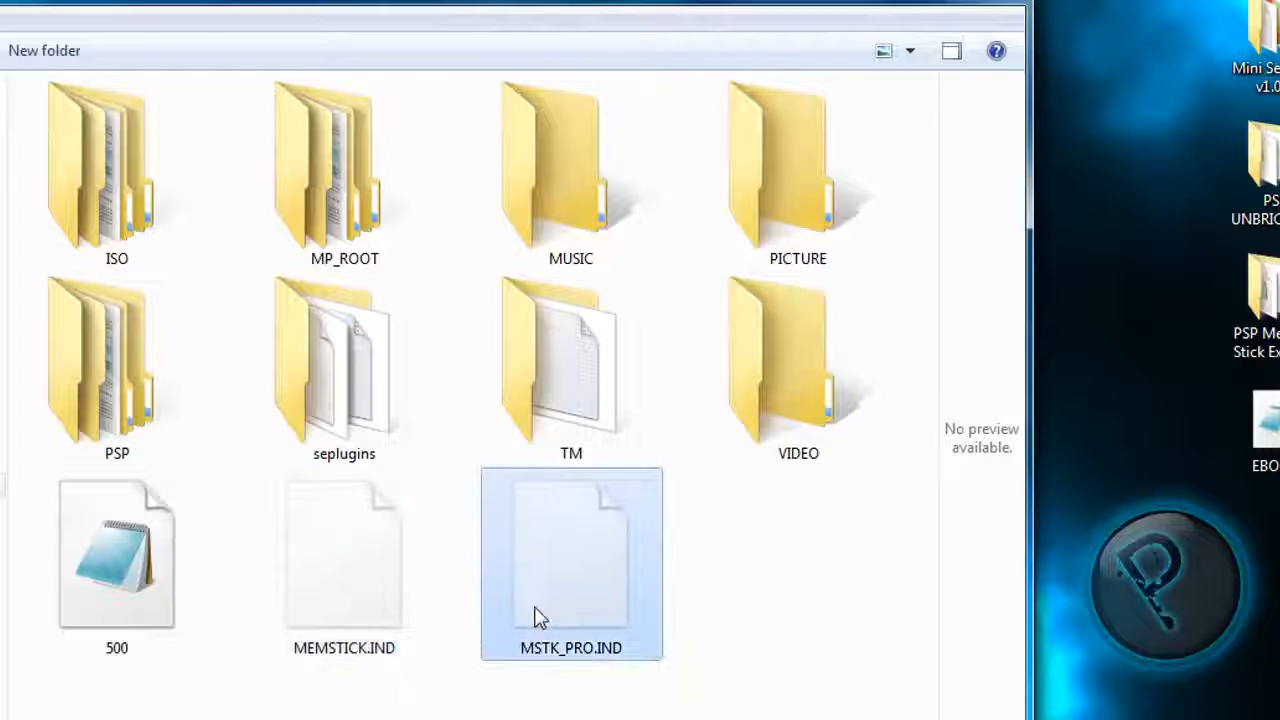 New folder
ISO
MP_ROOT
MUSIC
PICTURE
PSP
seplugins
TM
VIDEO
500
MEMSTICK.IND
MSTK_PRO.IND
No preview
available.
Mini Se
v1.0
PS
UNBRIC
PSP Me
Stick Ex
EBO